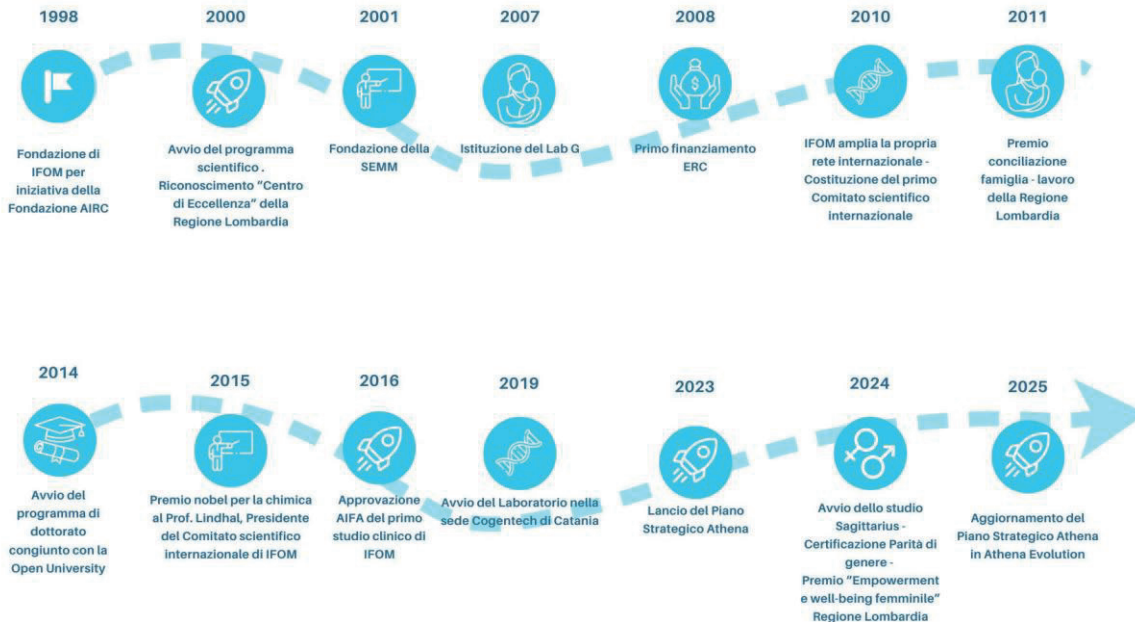 1998
2000
2001
2007
2008
2010
2011
Fondazione di
IFOM per
iniziativa della
Fondazione AIRC
Avvio del programma
scientifico .
Riconoscimento "Centro
di Eccellenza" della
Regione Lombardia
Fondazione della
SEMM
Istituzione del Lab G
Primo finanziamento
ERC
IFOM amplia la propria
rete internazionale -
Costituzione del primo
Comitato scientifico
internazionale
Premio
conciliazione
famiglia - lavoro
della Regione
Lombardia
2014
2015
2016
2019
2023
2024
2025
Avvio del
programma di
dottorato
congiunto con la
Open University
Premio nobel per la chimica
al Prof. Lindhal, Presidente
del Comitato scientifico
internazionale di IFOM
Approvazione
AIFA del primo
studio clinico di
IFOM
Avvio del Laboratorio nella
sede Cogentech di Catania
Lancio del Piano
Strategico Athena
Avvio dello studio
Sagittarius -
Certificazione Parità di
genere -
Premio "Empowerment
e well-being femminile"
Regione Lombardia
Aggiornamento del
Piano Strategico Athena
in Athena Evolution